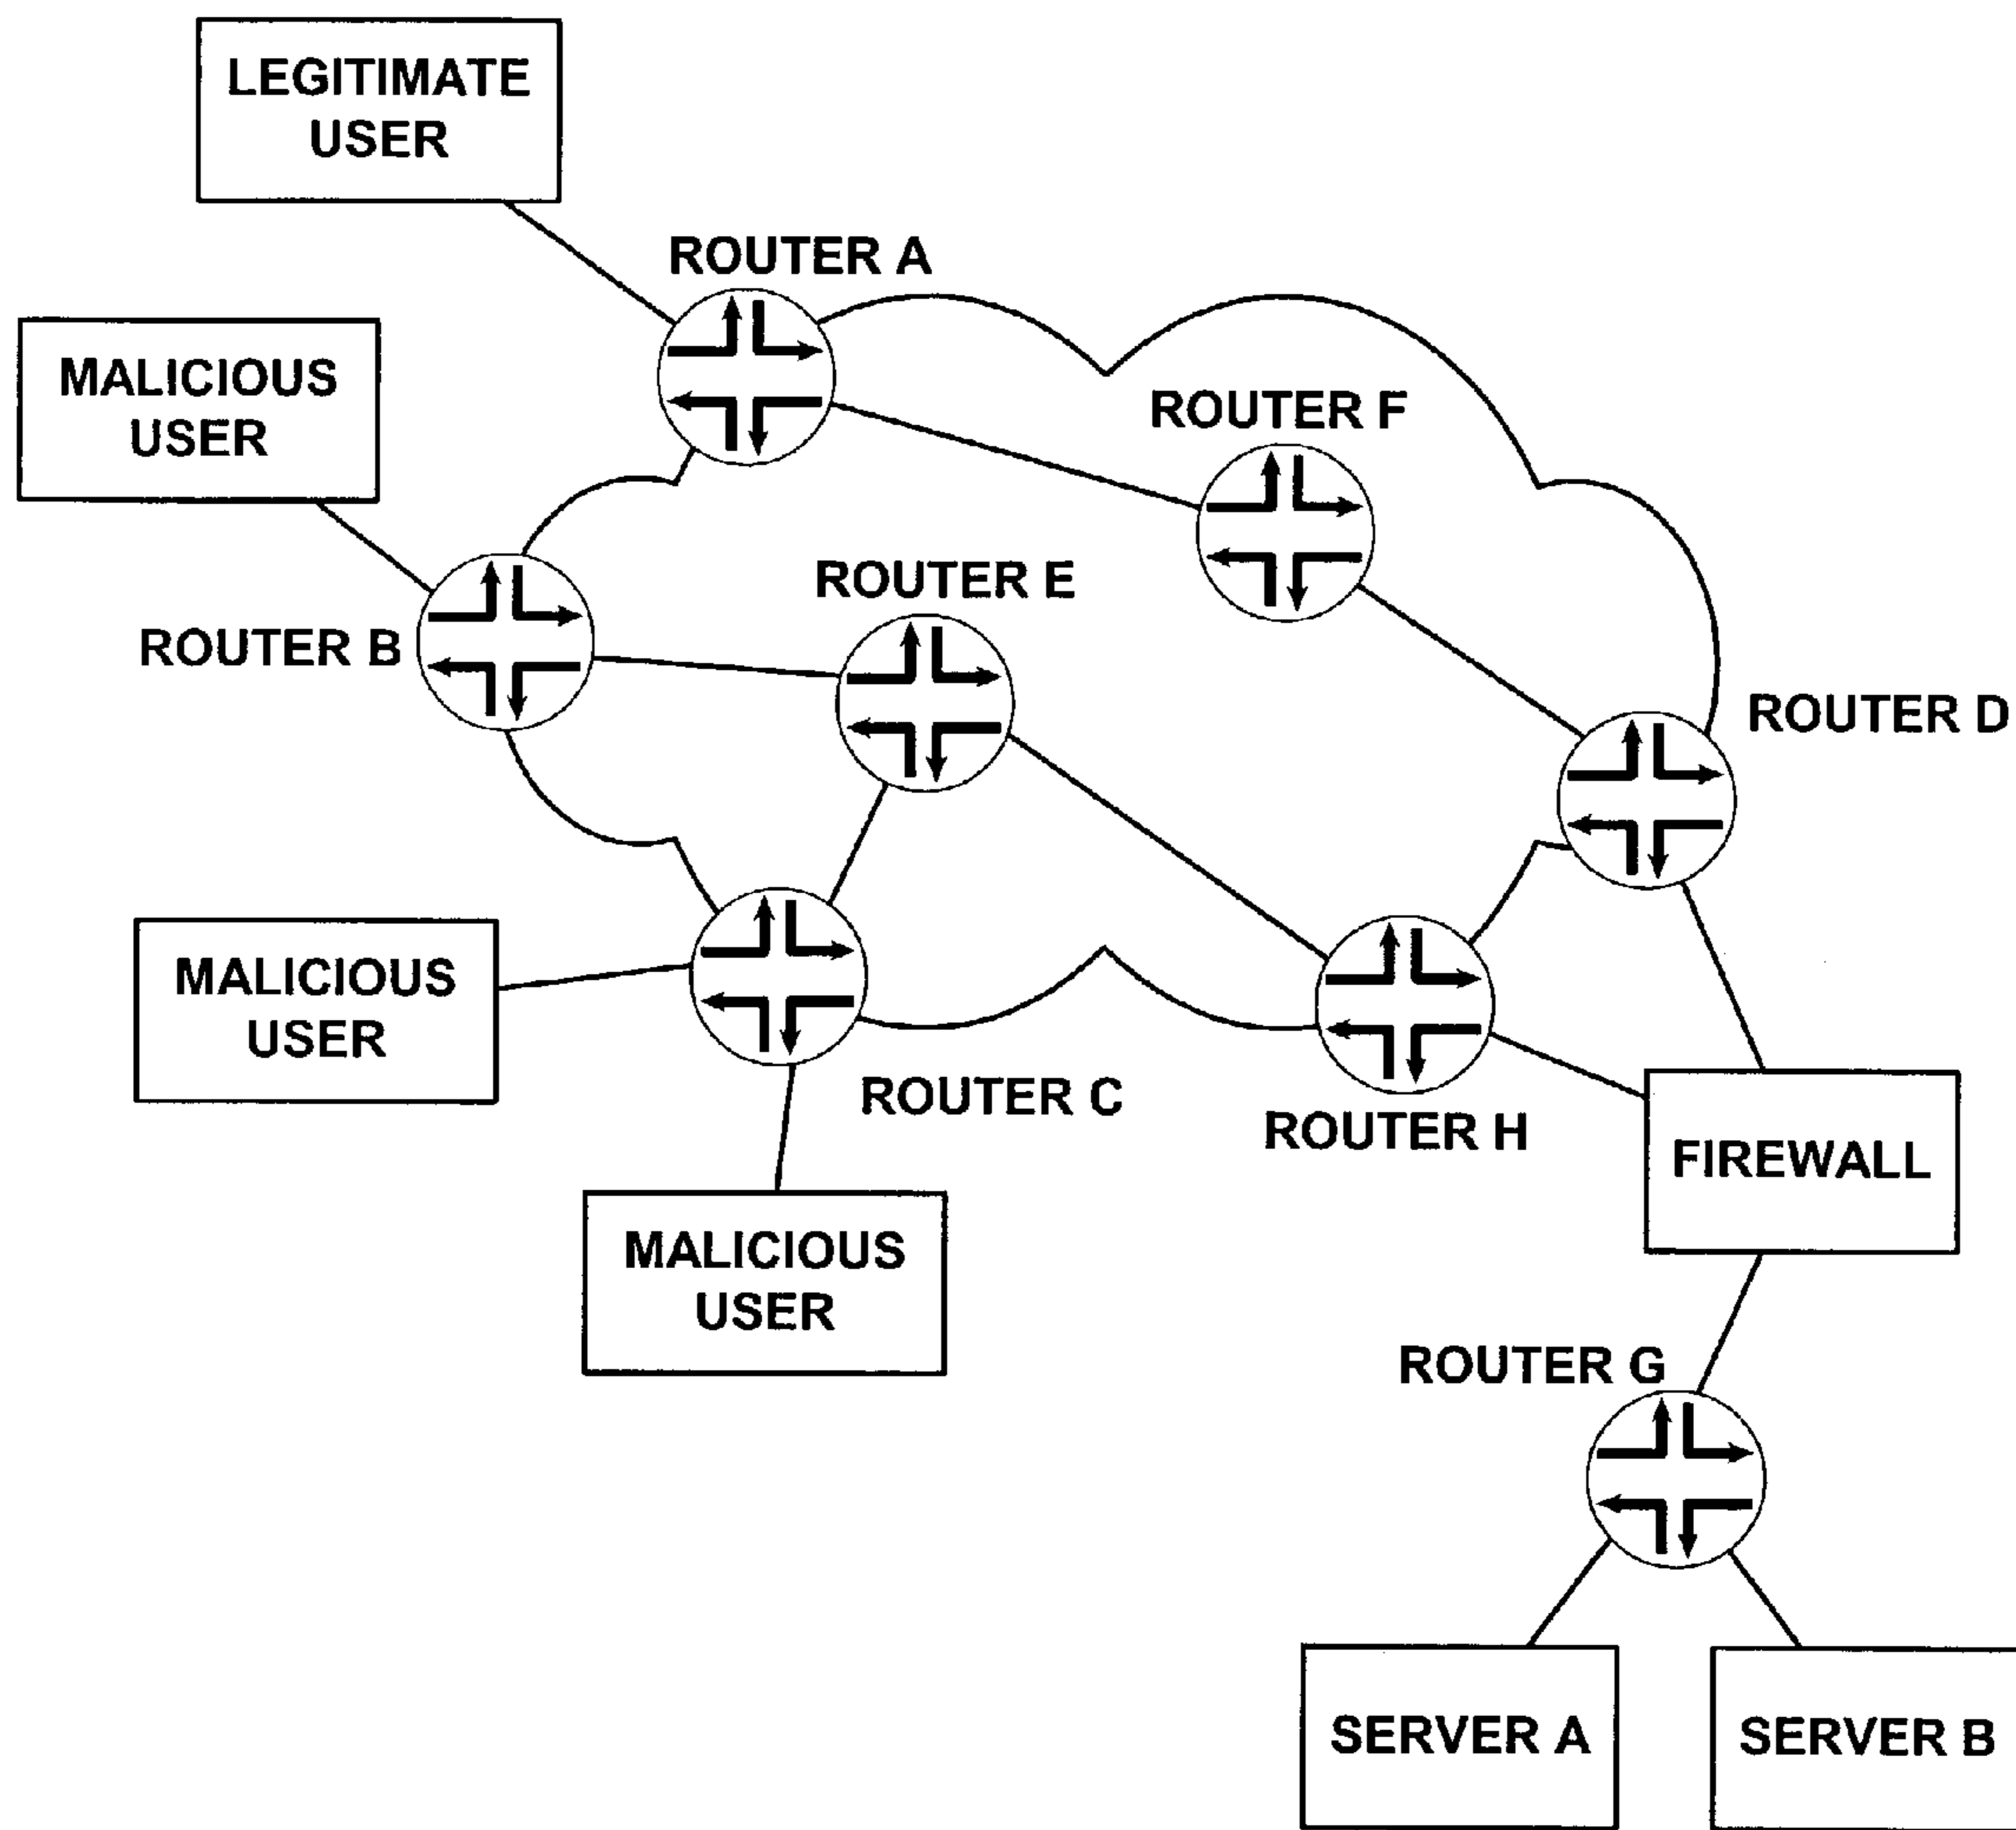 LEGITIMATE
USER
ROUTER A
MALICIOUS
USER
ROUTER F
ROUTER E
ROUTER B
ROUTER D
MALICIOUS
USER
ROUTER C
ROUTER H
FIREWALL
MALICIOUS
USER
ROUTER G
SERVER A
SERVER B